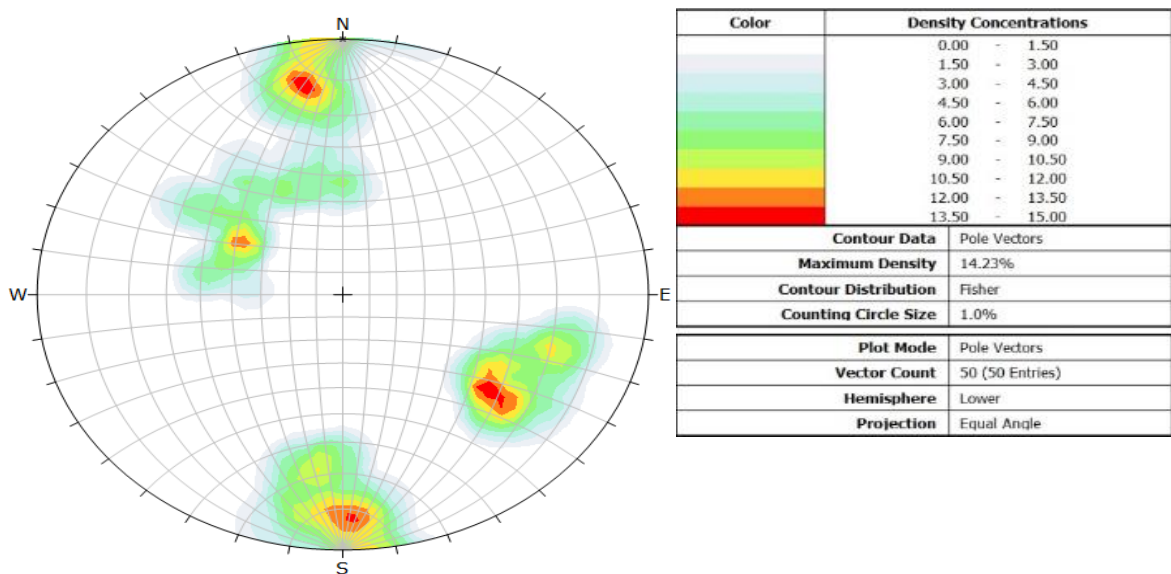 N
W
E
S
Color Density Concentrations
0.00 - 1.50
1.50 - 3.00
3.00 - 4.50
4.50 - 6.00
6.00 - 7.50
7.50 - 9.00
9.00 - 10.50
10.50 - 12.00
12.00 - 13.50
13.50 - 15.00
Contour Data Pole Vectors
Maximum Density 14.23%
Contour Distribution Fisher
Counting Circle Size 1.0%
Plot Mode Pole Vectors
Vector Count 50 (50 Entries)
Hemisphere Lower
Projection Equal Angle